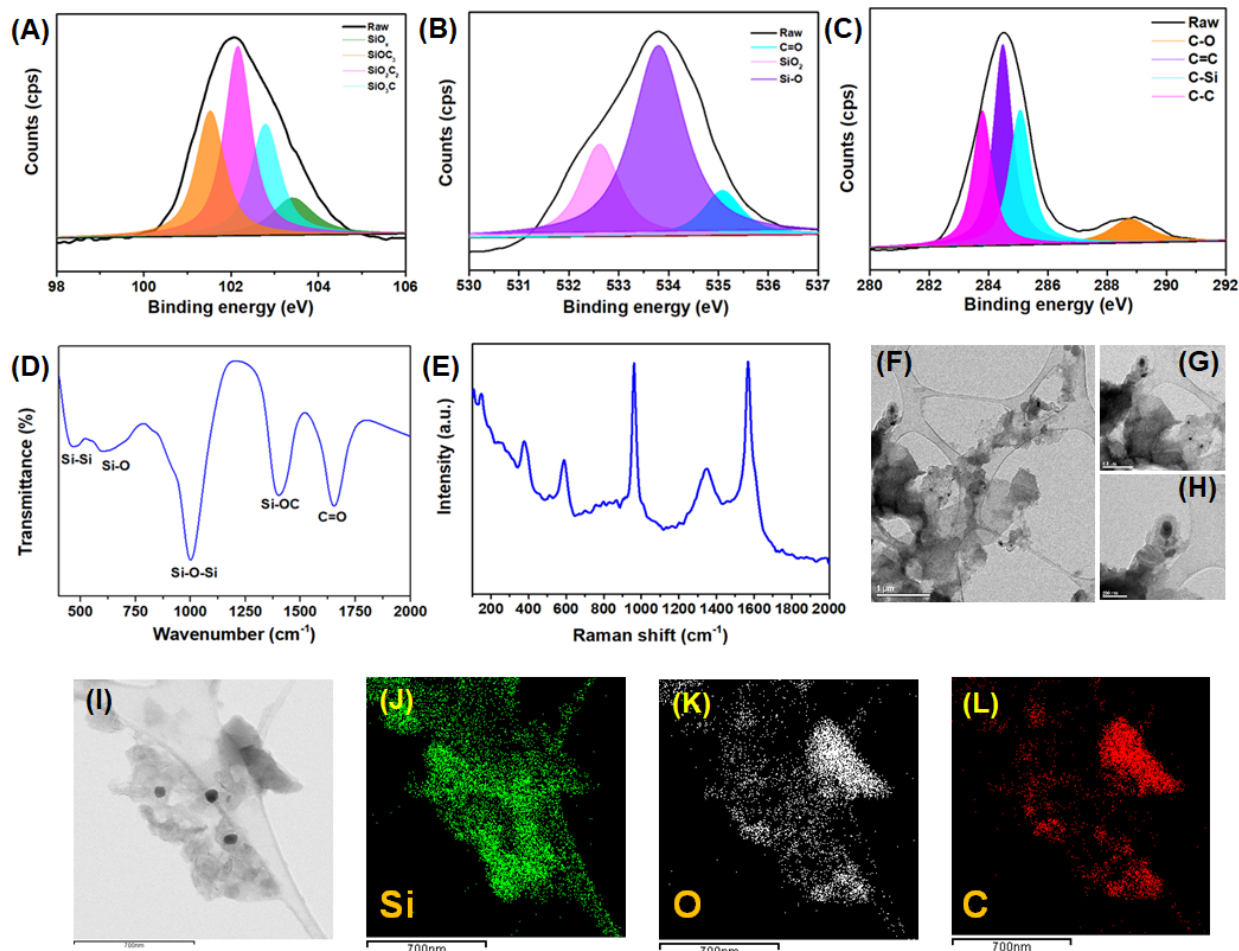 (A)
Raw
SiOx
SiOC3
SiO2C2
SiO3C
Counts (cps)
98 100 102 104 106
Binding energy (eV)
(B)
Raw
C=O
SiO2
Si-O
Counts (cps)
530 531 532 533 534 535 536 537
Binding energy (eV)
(C)
Raw
C-O
C=C
C-Si
C-C
Counts (cps)
280 282 284 286 288 290 292
Binding energy (eV)
(D)
Transmittance (%)
Si-Si
Si-O
Si-O-Si
Si-OC
C=O
500 750 1000 1250 1500 1750 2000
Wavenumber (cm-1)
(E)
Intensity (a.u.)
200 400 600 800 1000 1200 1400 1600 1800 2000
Raman shift (cm-1)
(F)
1 µm
(G)
(H)
(I)
700nm
(J)
Si
700nm
(K)
O
700nm
(L)
C
700nm